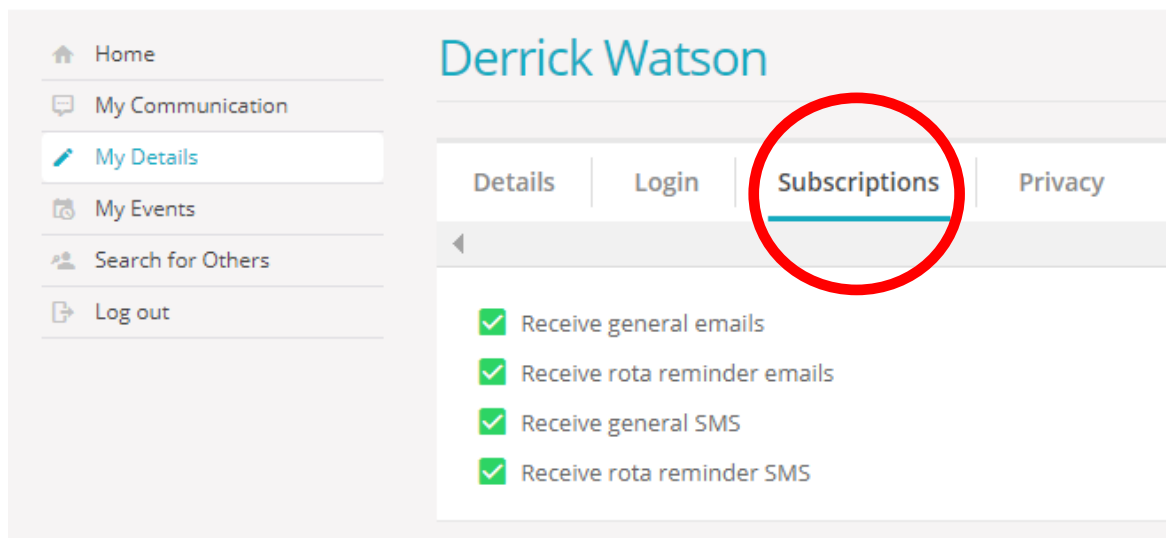 Home
My Communication
My Details
My Events
Search for Others
Log out
Derrick Watson
Details Login Subscriptions Privacy
Receive general emails
Receive rota reminder emails
Receive general SMS
Receive rota reminder SMS